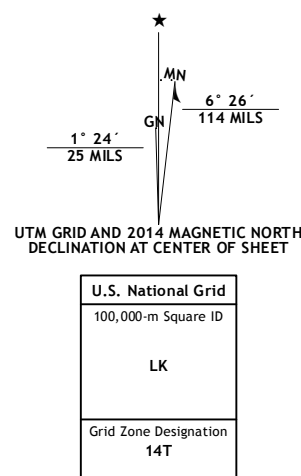 ★
MN
GN
6° 26´
114 MILS
1° 24´
25 MILS
UTM GRID AND 2014 MAGNETIC NORTH
DECLINATION AT CENTER OF SHEET
U.S. National Grid
100,000-m Square ID
LK
Grid Zone Designation
14T